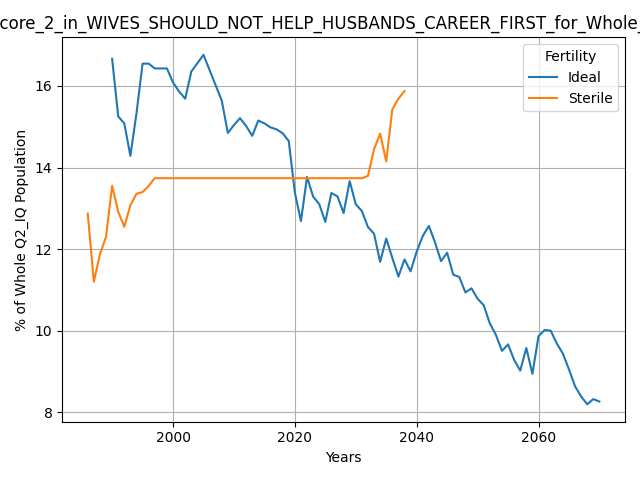 core_2_in_WIVES_SHOULD_NOT_HELP_HUSBANDS_CAREER_FIRST_for_Whole_
Fertility
Ideal
Sterile
% of Whole Q2_IQ Population
16
14
12
10
8
2000 2020 2040 2060
Years